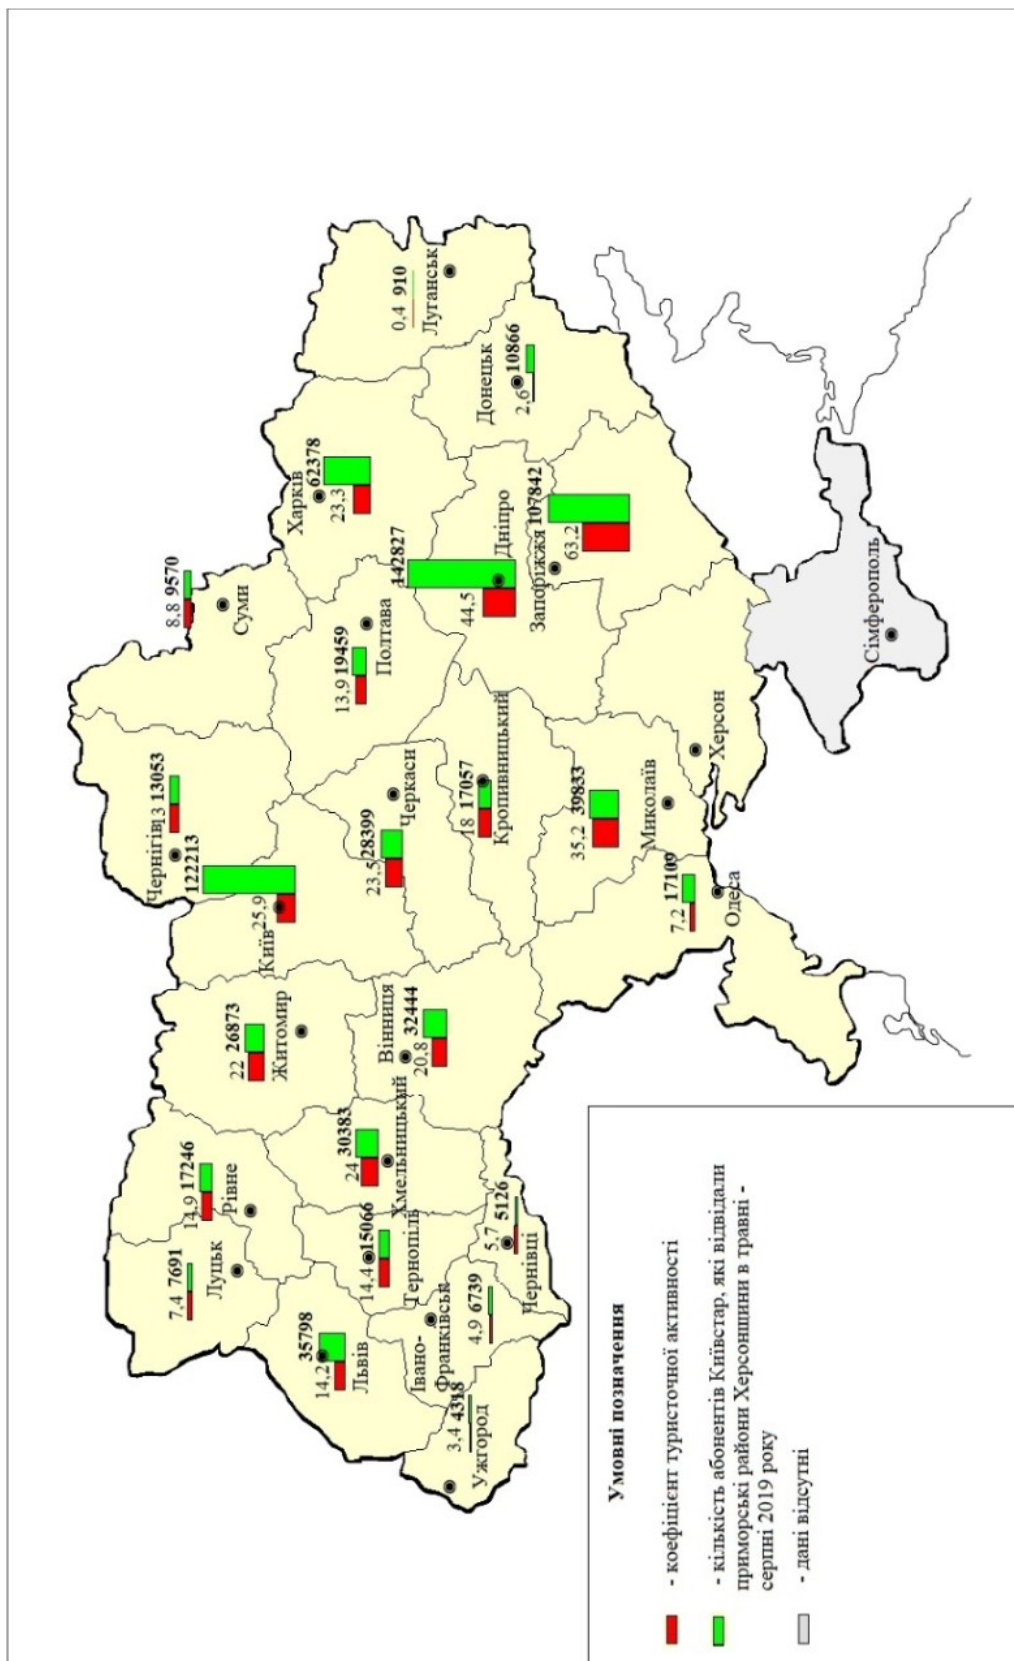 8,8 9570
Суми
Чернігів
13 13053
122213
25,9
Київ
22 26873
Житомир
14,9 17246
Рівне
7,4 7691
Луцьк
Харків
62378
23,3
0,4 910
Луганськ
13,9 19459
Полтава
28399
23,5
Черкаси
Вінниця
32444
20,8
30383
24
Хмельницький
15066
14,4
Тернопіль
35798
14,2
Львів
Івано-
Франківськ
4,9 6739
5126
5,7
Чернівці
3,4 4318
Ужгород
142827
44,5
Дніпро
Донецьк
10866
2,6
Запоріжжя
107842
63,2
18 17057
Кропивницький
39833
35,2
Миколаїв
Херсон
7,2 17109
Одеса
Сімферополь
Умовні позначення
- коефіцієнт туристочної активності
- кількість абонентів Київстар, які відвідали
приморські райони Херсонщини в травні -
серпні 2019 року
- дані відсутні